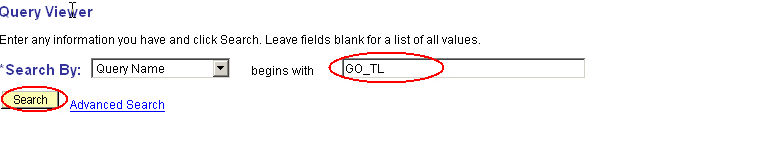 Query Viewer
Enter any information you have and click Search. Leave fields blank for a list of all values.
*Search By: Query Name begins with GO_TL
Search Advanced Search